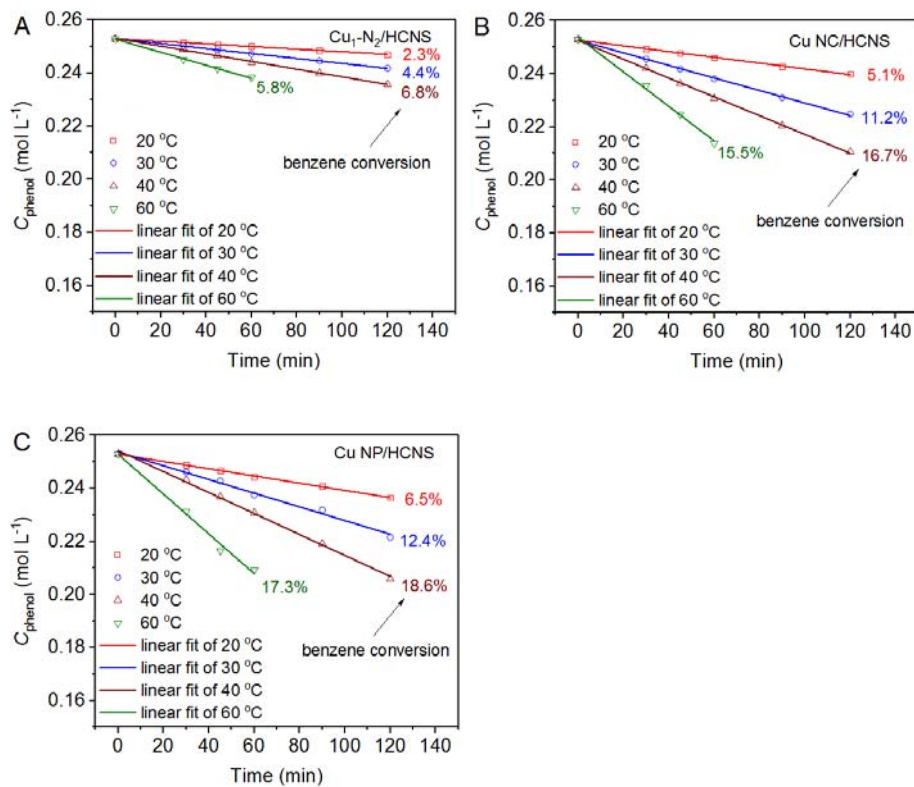 A
Cu₁-N₂/HCNS
C_phenol (mol L⁻¹)
0.26
0.24
0.22
0.20
0.18
0.16
2.3%
4.4%
6.8%
5.8%
benzene conversion
20 °C
30 °C
40 °C
60 °C
linear fit of 20 °C
linear fit of 30 °C
linear fit of 40 °C
linear fit of 60 °C
0 20 40 60 80 100 120 140
Time (min)
B
Cu NC/HCNS
C_phenol (mol L⁻¹)
0.26
0.24
0.22
0.20
0.18
0.16
5.1%
11.2%
16.7%
15.5%
benzene conversion
20 °C
30 °C
40 °C
60 °C
linear fit of 20 °C
linear fit of 30 °C
linear fit of 40 °C
linear fit of 60 °C
0 20 40 60 80 100 120 140
Time (min)
C
Cu NP/HCNS
C_phenol (mol L⁻¹)
0.26
0.24
0.22
0.20
0.18
0.16
6.5%
12.4%
18.6%
17.3%
benzene conversion
20 °C
30 °C
40 °C
60 °C
linear fit of 20 °C
linear fit of 30 °C
linear fit of 40 °C
linear fit of 60 °C
0 20 40 60 80 100 120 140
Time (min)